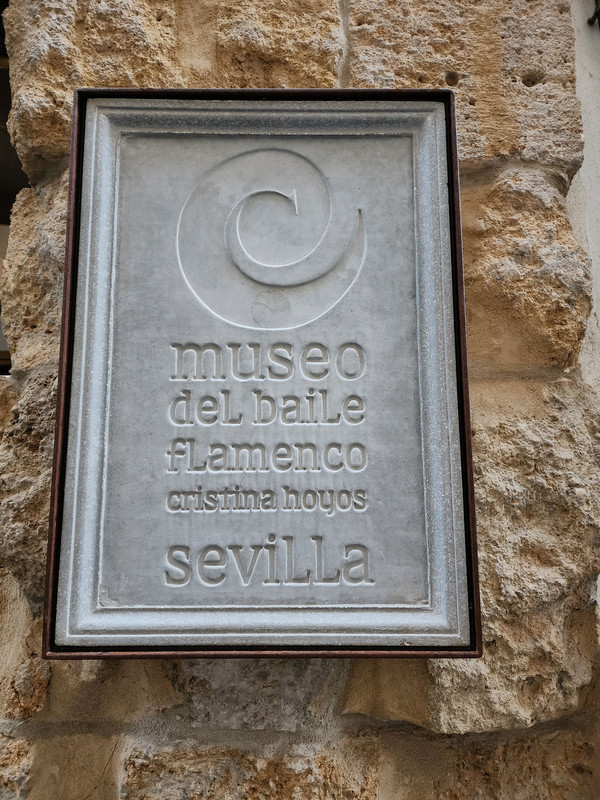 museo
del baile
flamenco
cristina hoyos
sevilla